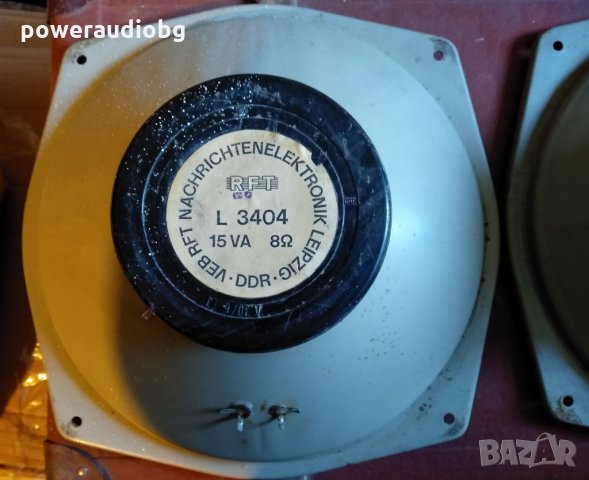 poweraudiobg
VEB RFT NACHRICHTENELEKTRONIK LEIPZIG · DDR ·
RFT
L 3404
15 VA 8Ω
BAZAR